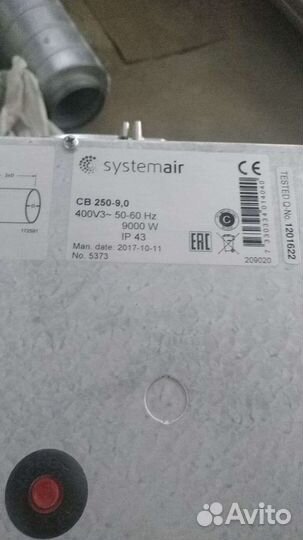 systemair
CB 250-9,0
400V3~ 50-60 Hz
9000 W
IP 43
Man. date: 2017-10-11
No. 5373
EAC
C
CE
209020
TESTED Q-No. 1201622
172581
Avito